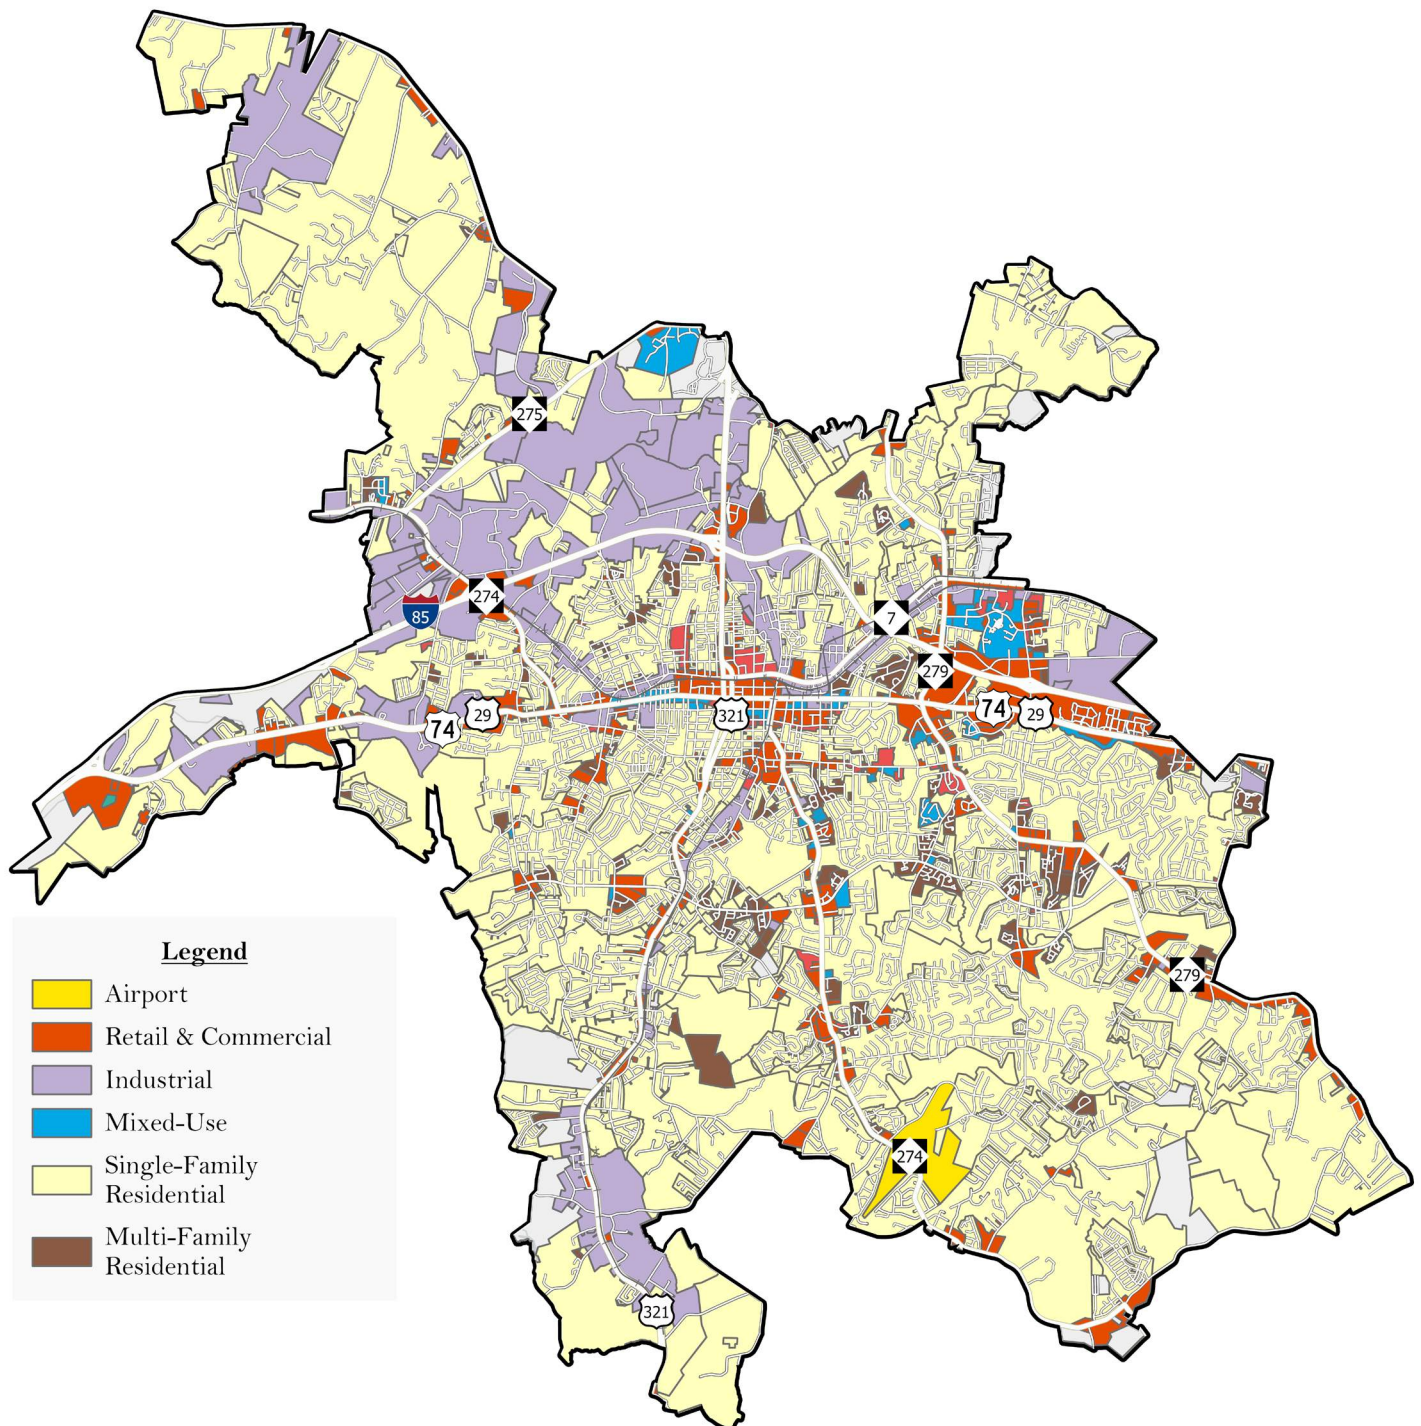 275
274
85
7
279
74
29
74
29
321
279
274
321
Legend
Airport
Retail & Commercial
Industrial
Mixed-Use
Single-Family
Residential
Multi-Family
Residential